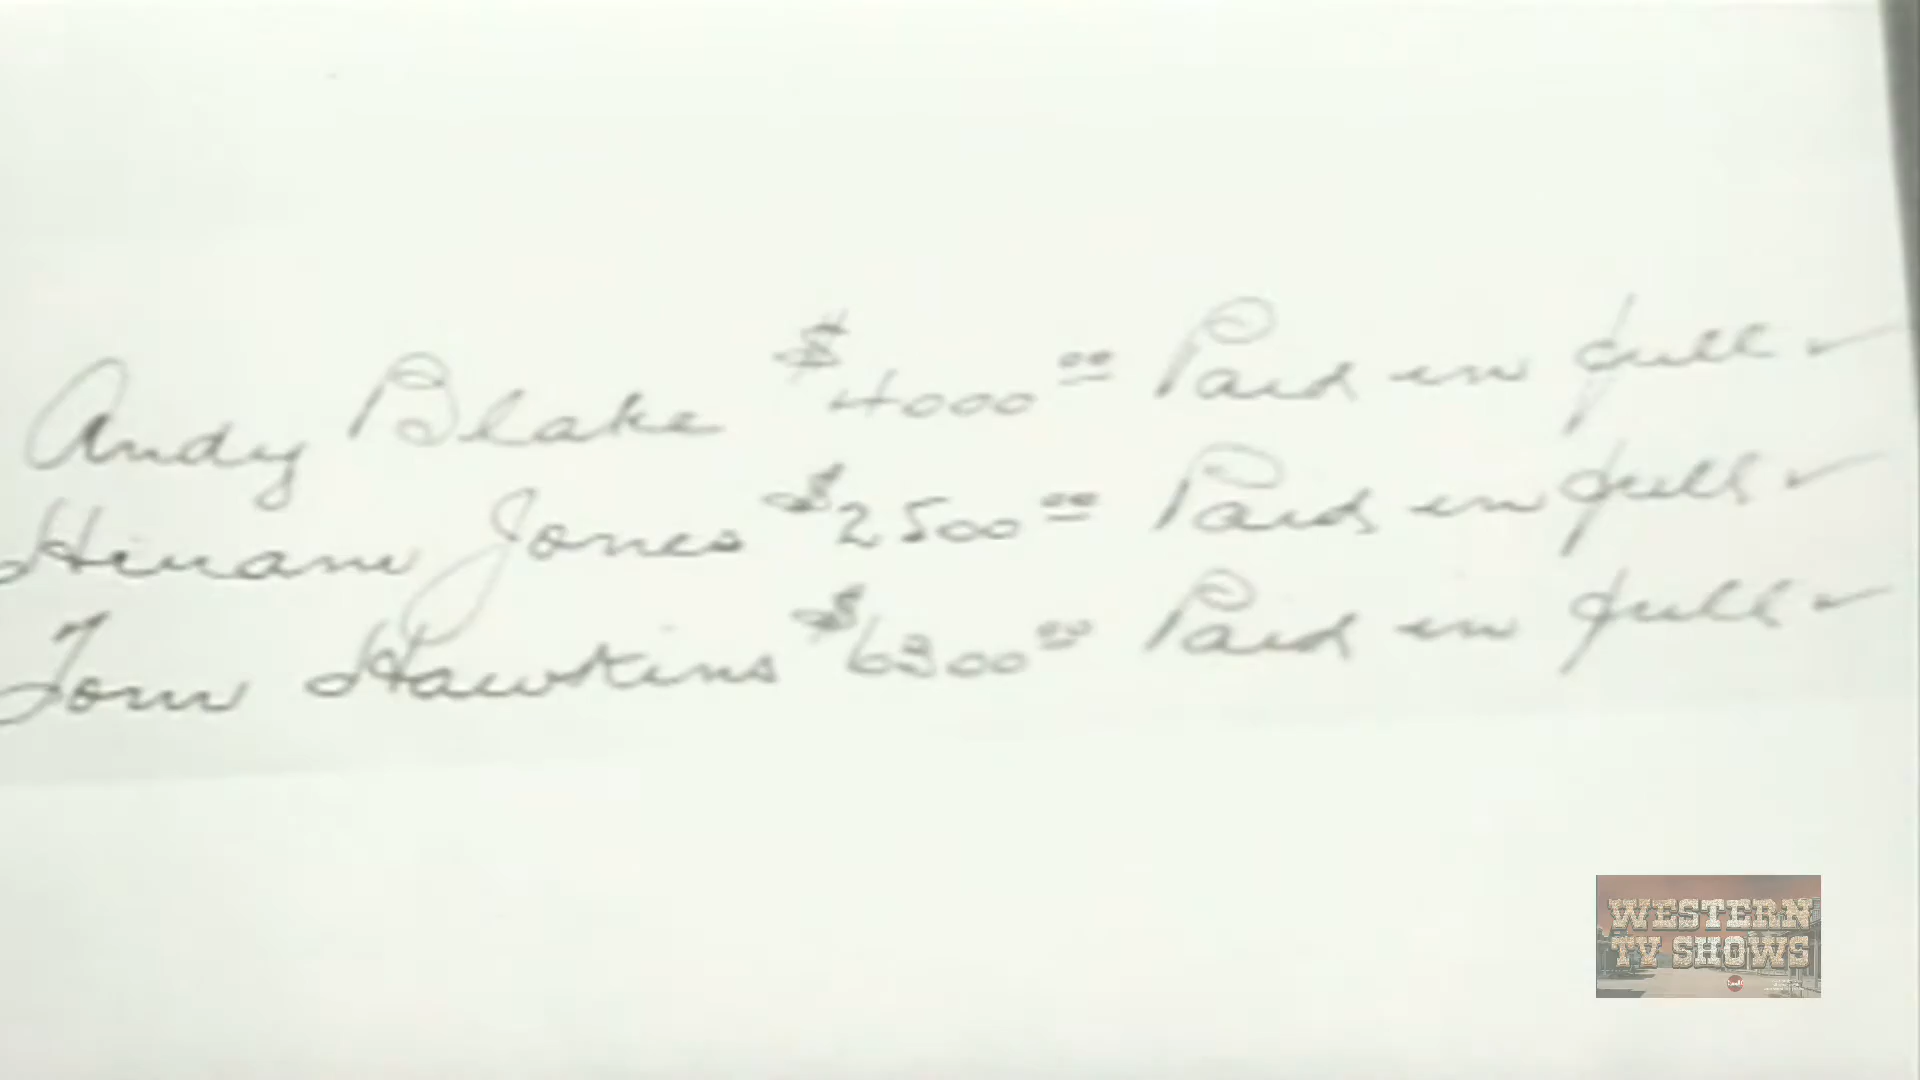 Andy Blake $4000 00 Paid in full ✓
Hiram Jones $2500 00 Paid in full ✓
Tom Hawkins $6300 00 Paid in full ✓
WESTERN
TV SHOWS